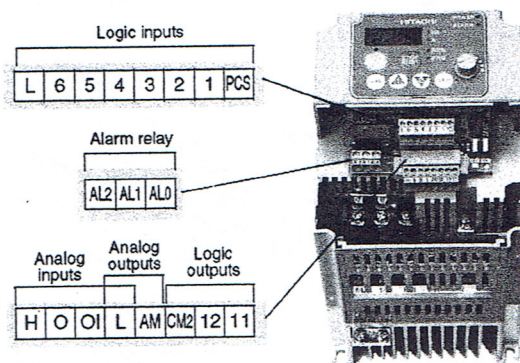 Logic inputs
L 6 5 4 3 2 1 PCS
HITACHI
Alarm relay
AL2 AL1 AL0
Analog inputs
Analog outputs
Logic outputs
H O OI L AM CM2 12 11